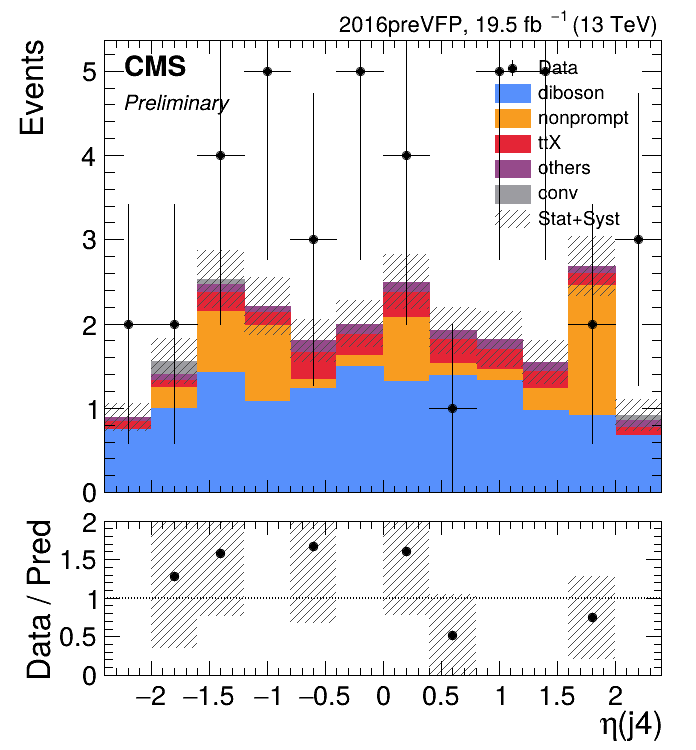 2016preVFP, 19.5 fb⁻¹ (13 TeV)
Events
CMS
Preliminary
Data
diboson
nonprompt
ttX
others
conv
Stat+Syst
5
4
3
2
1
0
Data / Pred
2
1.5
1
0.5
0
−2 −1.5 −1 −0.5 0 0.5 1 1.5 2
η(j4)